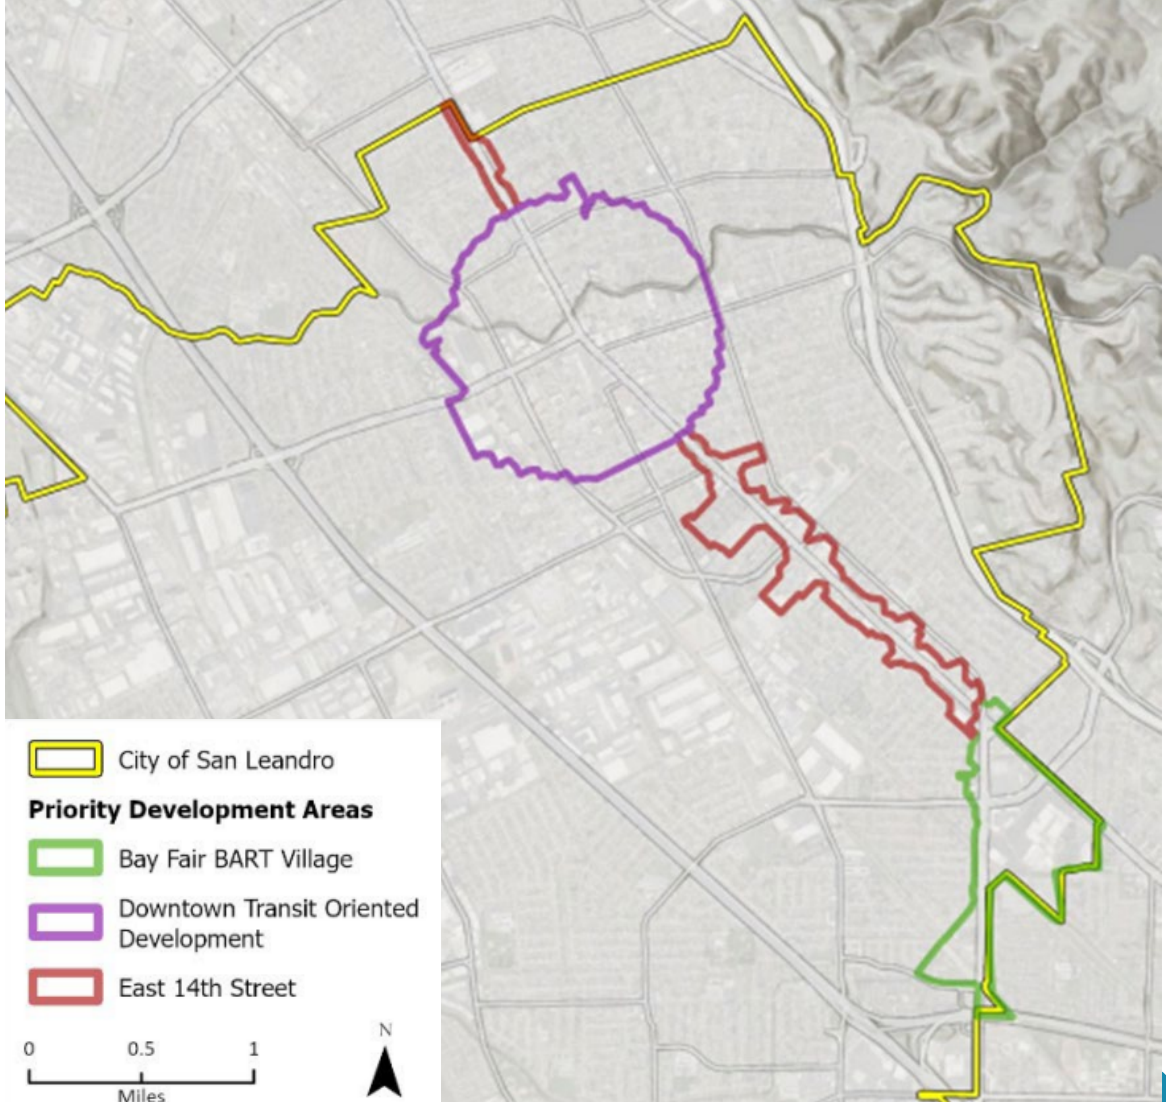 City of San Leandro
Priority Development Areas
Bay Fair BART Village
Downtown Transit Oriented
Development
East 14th Street
N
0 0.5 1
Miles